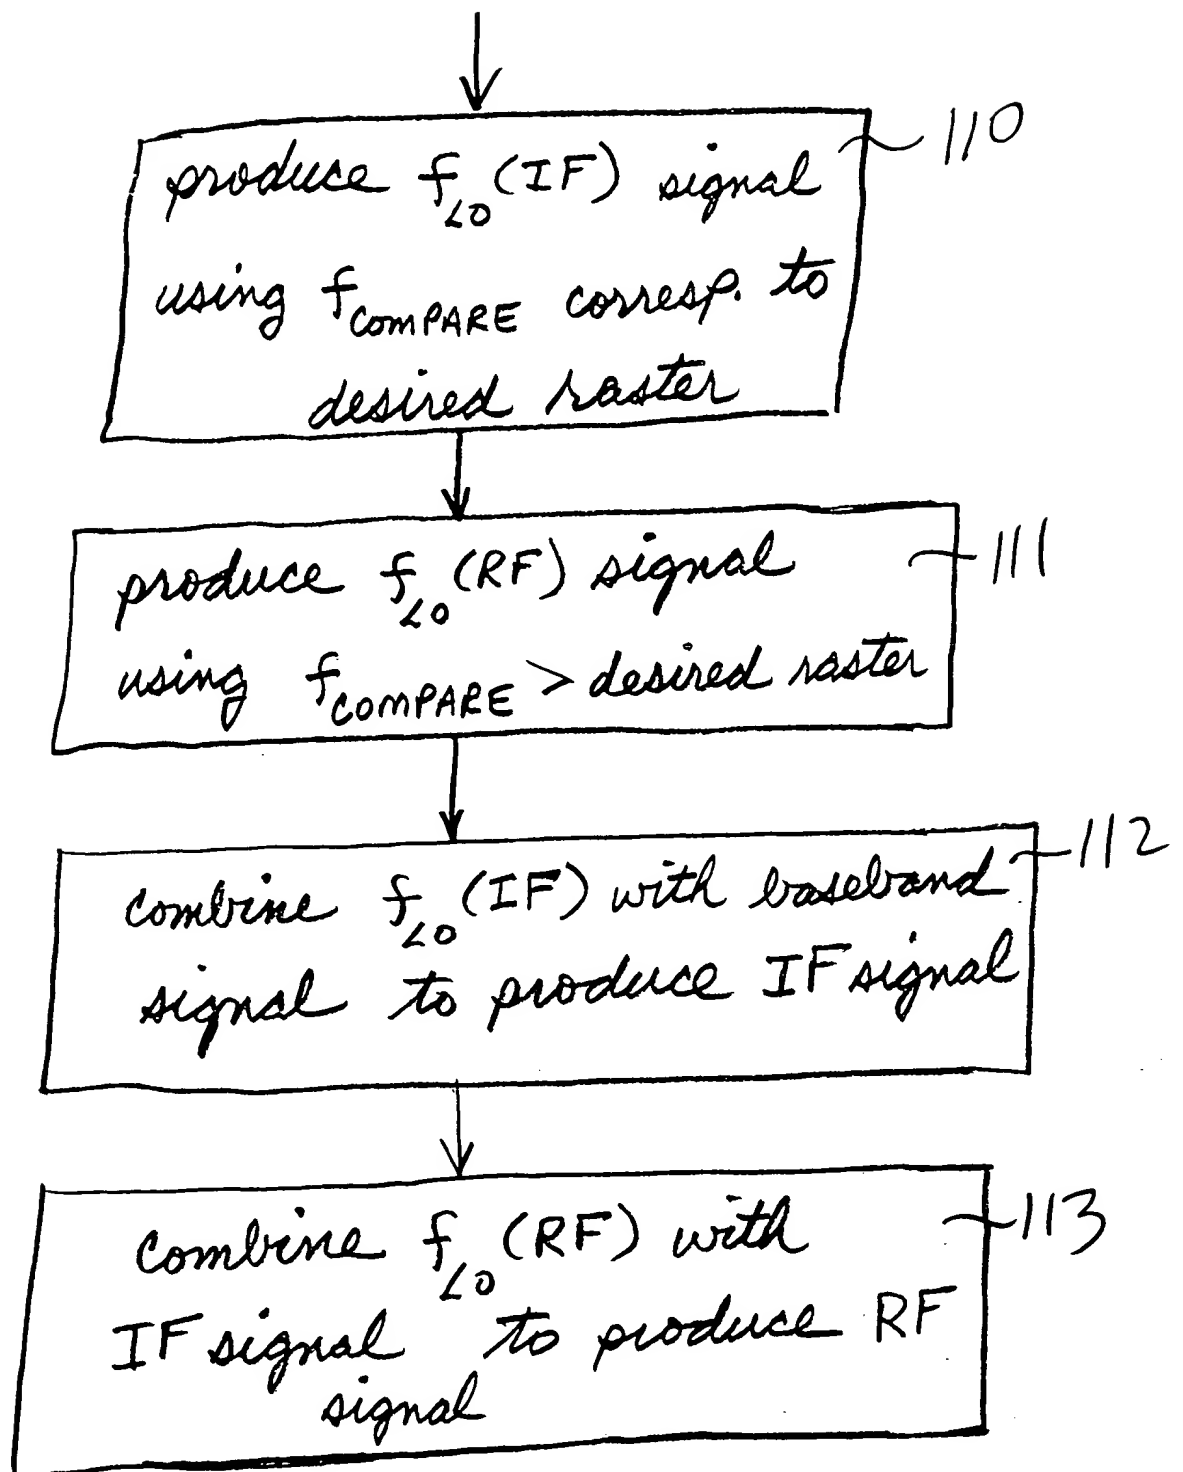 110
produce f_LO (IF) signal
using f_COMPARE corresp. to
desired raster
111
produce f_LO (RF) signal
using f_COMPARE > desired raster
112
combine f_LO (IF) with baseband
signal to produce IF signal
113
combine f_LO (RF) with
IF signal to produce RF
signal